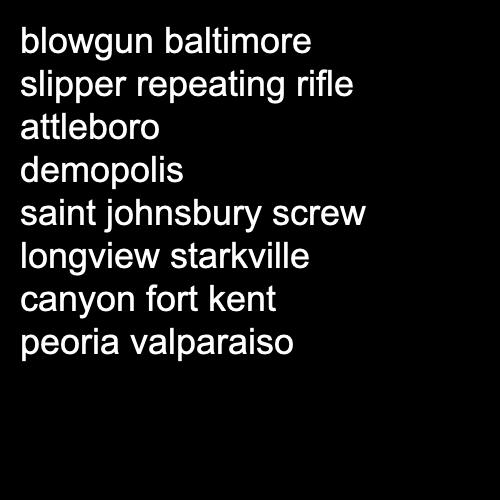 blowgun baltimore
slipper repeating rifle
attleboro
demopolis
saint johnsbury screw
longview starkville
canyon fort kent
peoria valparaiso